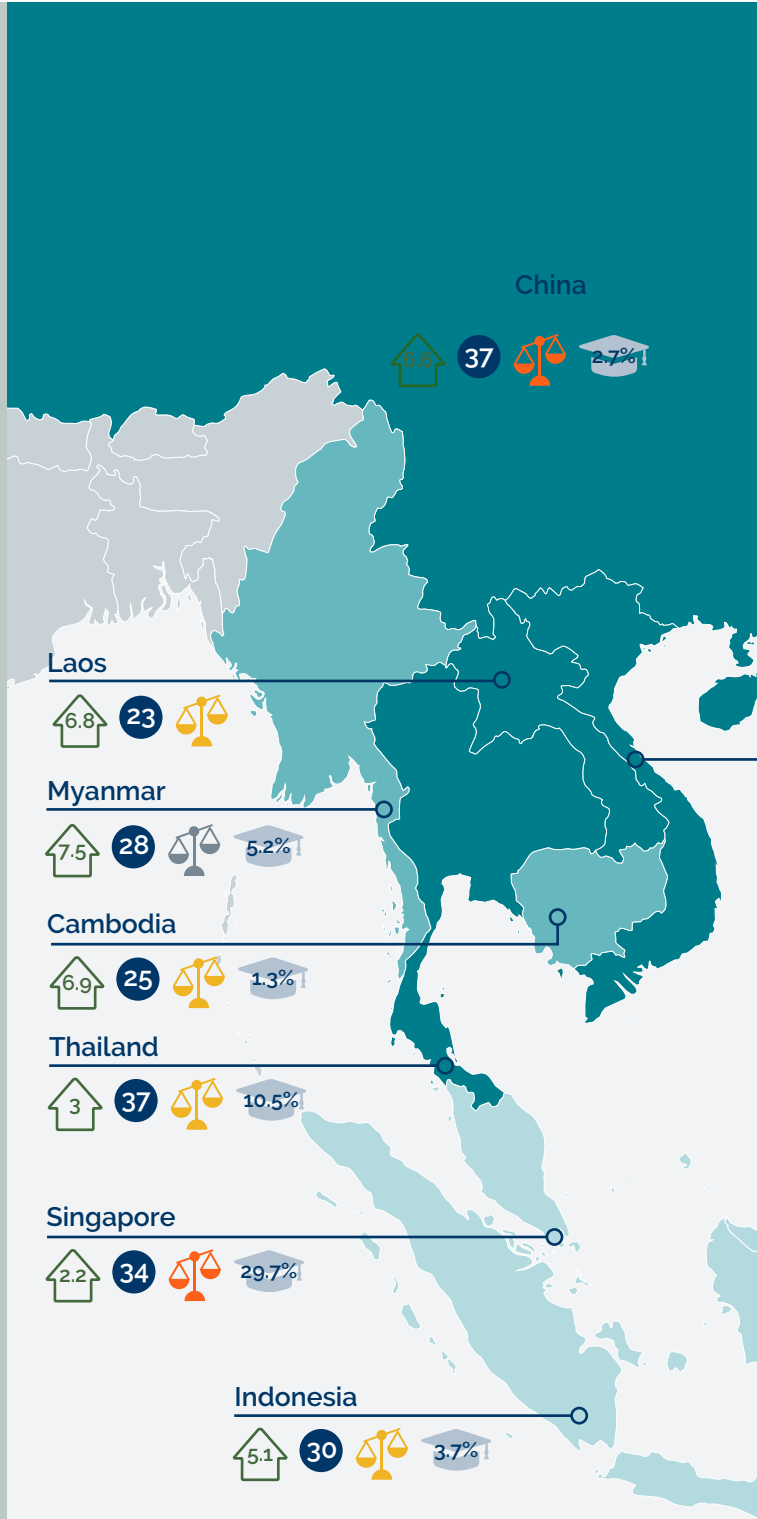 China
37 2.7%
Laos
6.8 23
Myanmar
7.5 28 5.2%
Cambodia
6.9 25 1.3%
Thailand
3 37 10.5%
Singapore
2.2 34 29.7%
Indonesia
5.1 30 3.7%